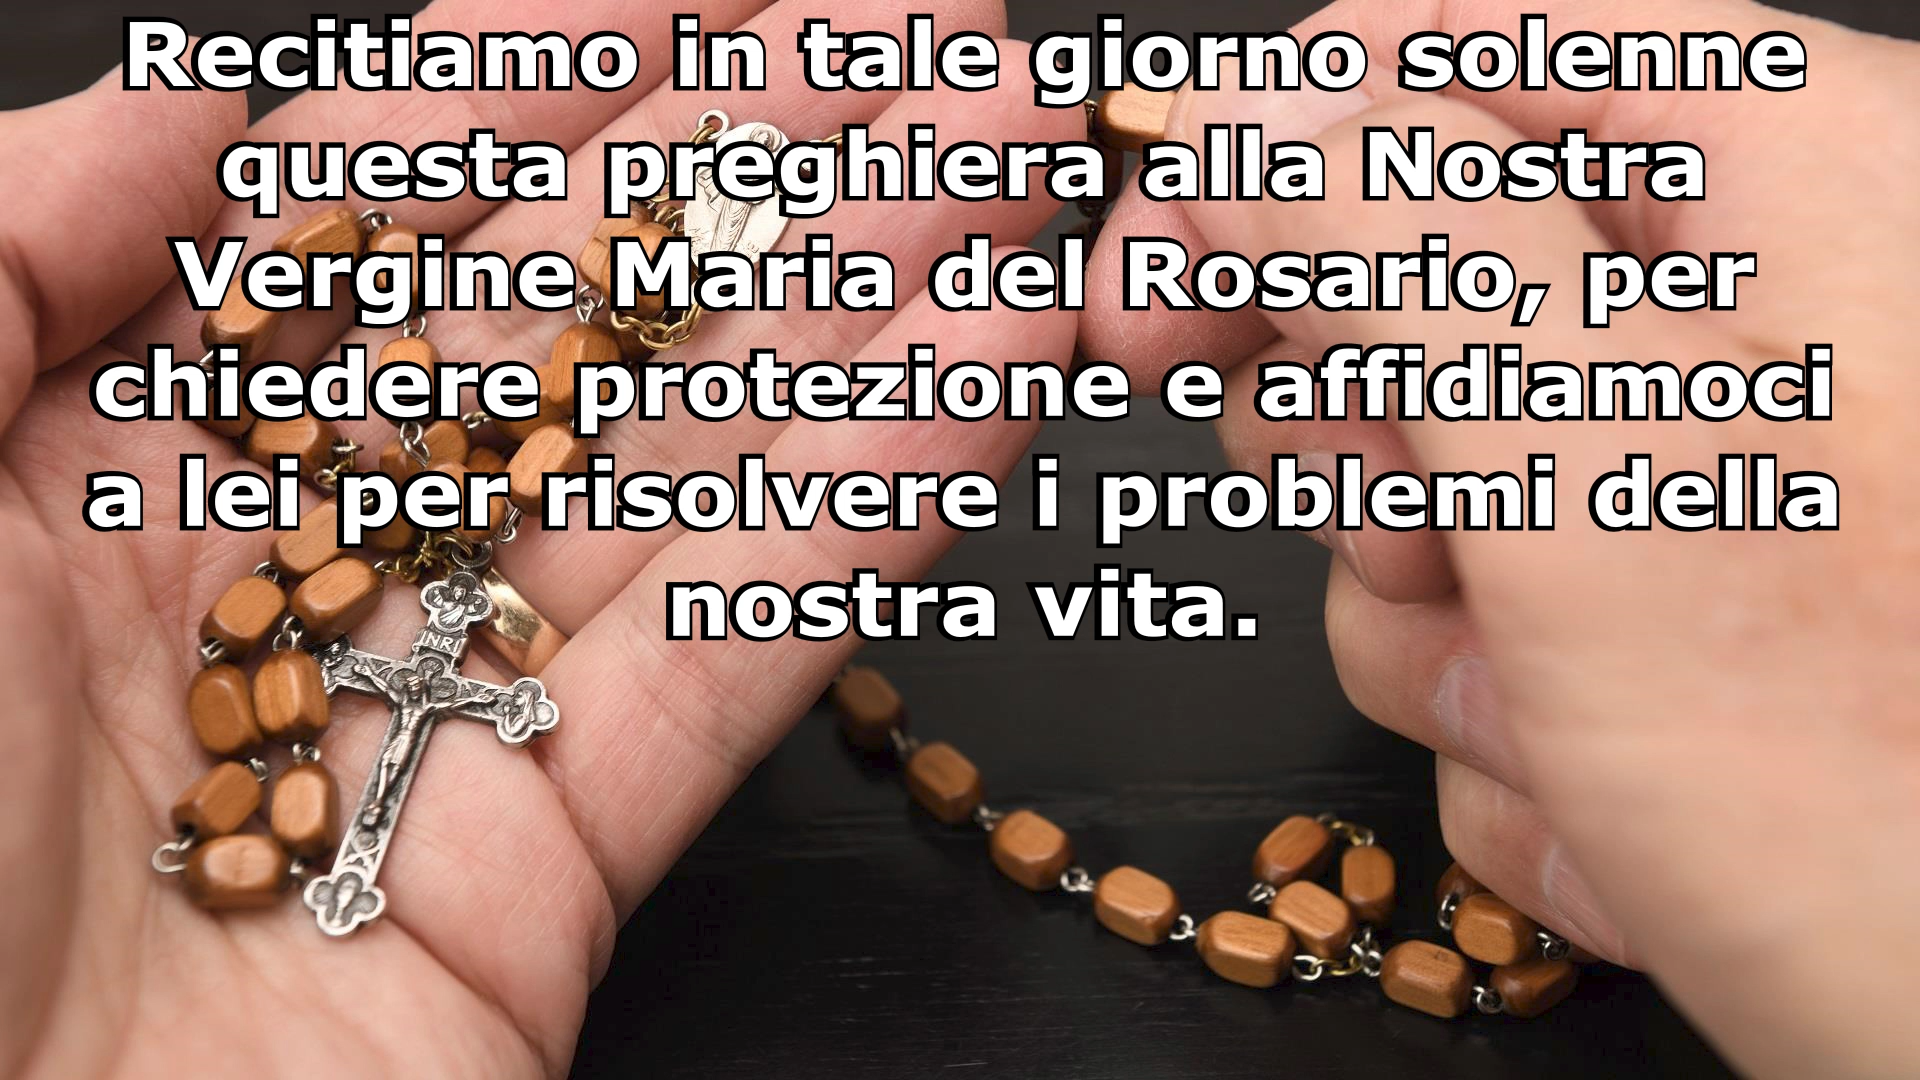 Recitiamo in tale giorno solenne
questa preghiera alla Nostra
Vergine Maria del Rosario, per
chiedere protezione e affidiamoci
a lei per risolvere i problemi della
nostra vita.
INRI